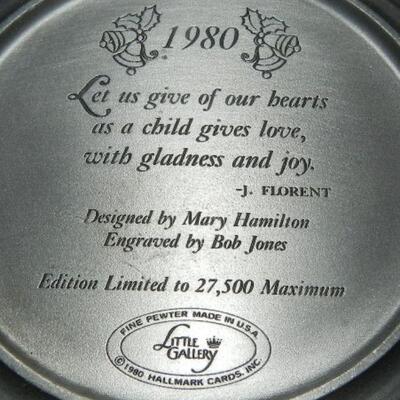 1980
Let us give of our hearts
as a child gives love,
with gladness and joy.
-J. FLORENT
Designed by Mary Hamilton
Engraved by Bob Jones
Edition Limited to 27,500 Maximum
FINE PEWTER MADE IN U.S.A.
LITTLE
GALLERY
©1980 HALLMARK CARDS, INC.